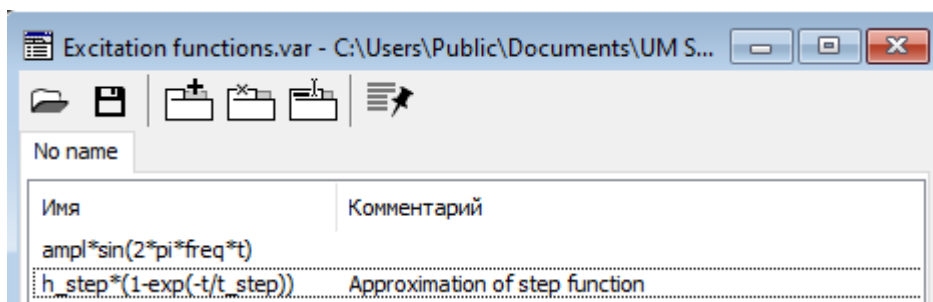 Excitation functions.var - C:\Users\Public\Documents\UM S...
No name
Имя Комментарий
ampl*sin(2*pi*freq*t)
h_step*(1-exp(-t/t_step)) Approximation of step function